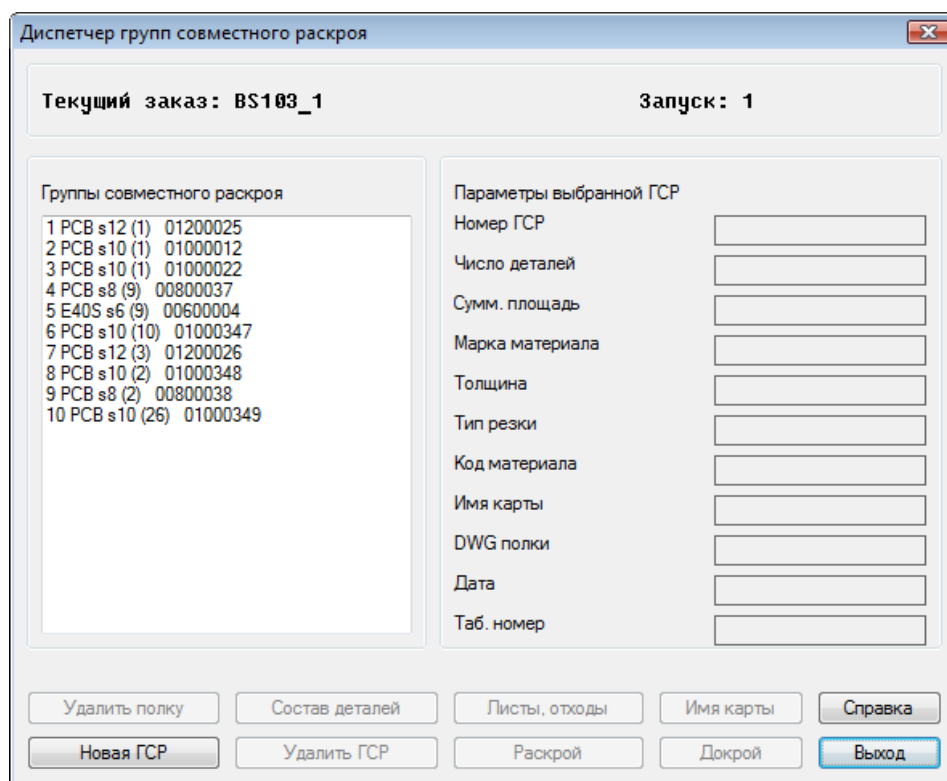 Диспетчер групп совместного раскроя
Текущий заказ: BS103_1 Запуск: 1
Группы совместного раскроя
1 PCB s12 (1) 01200025
2 PCB s10 (1) 01000012
3 PCB s10 (1) 01000022
4 PCB s8 (9) 00800037
5 E40S s6 (9) 00600004
6 PCB s10 (10) 01000347
7 PCB s12 (3) 01200026
8 PCB s10 (2) 01000348
9 PCB s8 (2) 00800038
10 PCB s10 (26) 01000349
Параметры выбранной ГСР
Номер ГСР
Число деталей
Сумм. площадь
Марка материала
Толщина
Тип резки
Код материала
Имя карты
DWG полки
Дата
Таб. номер
Удалить полку Состав деталей Листы, отходы Имя карты Справка
Новая ГСР Удалить ГСР Раскрой Докрой Выход